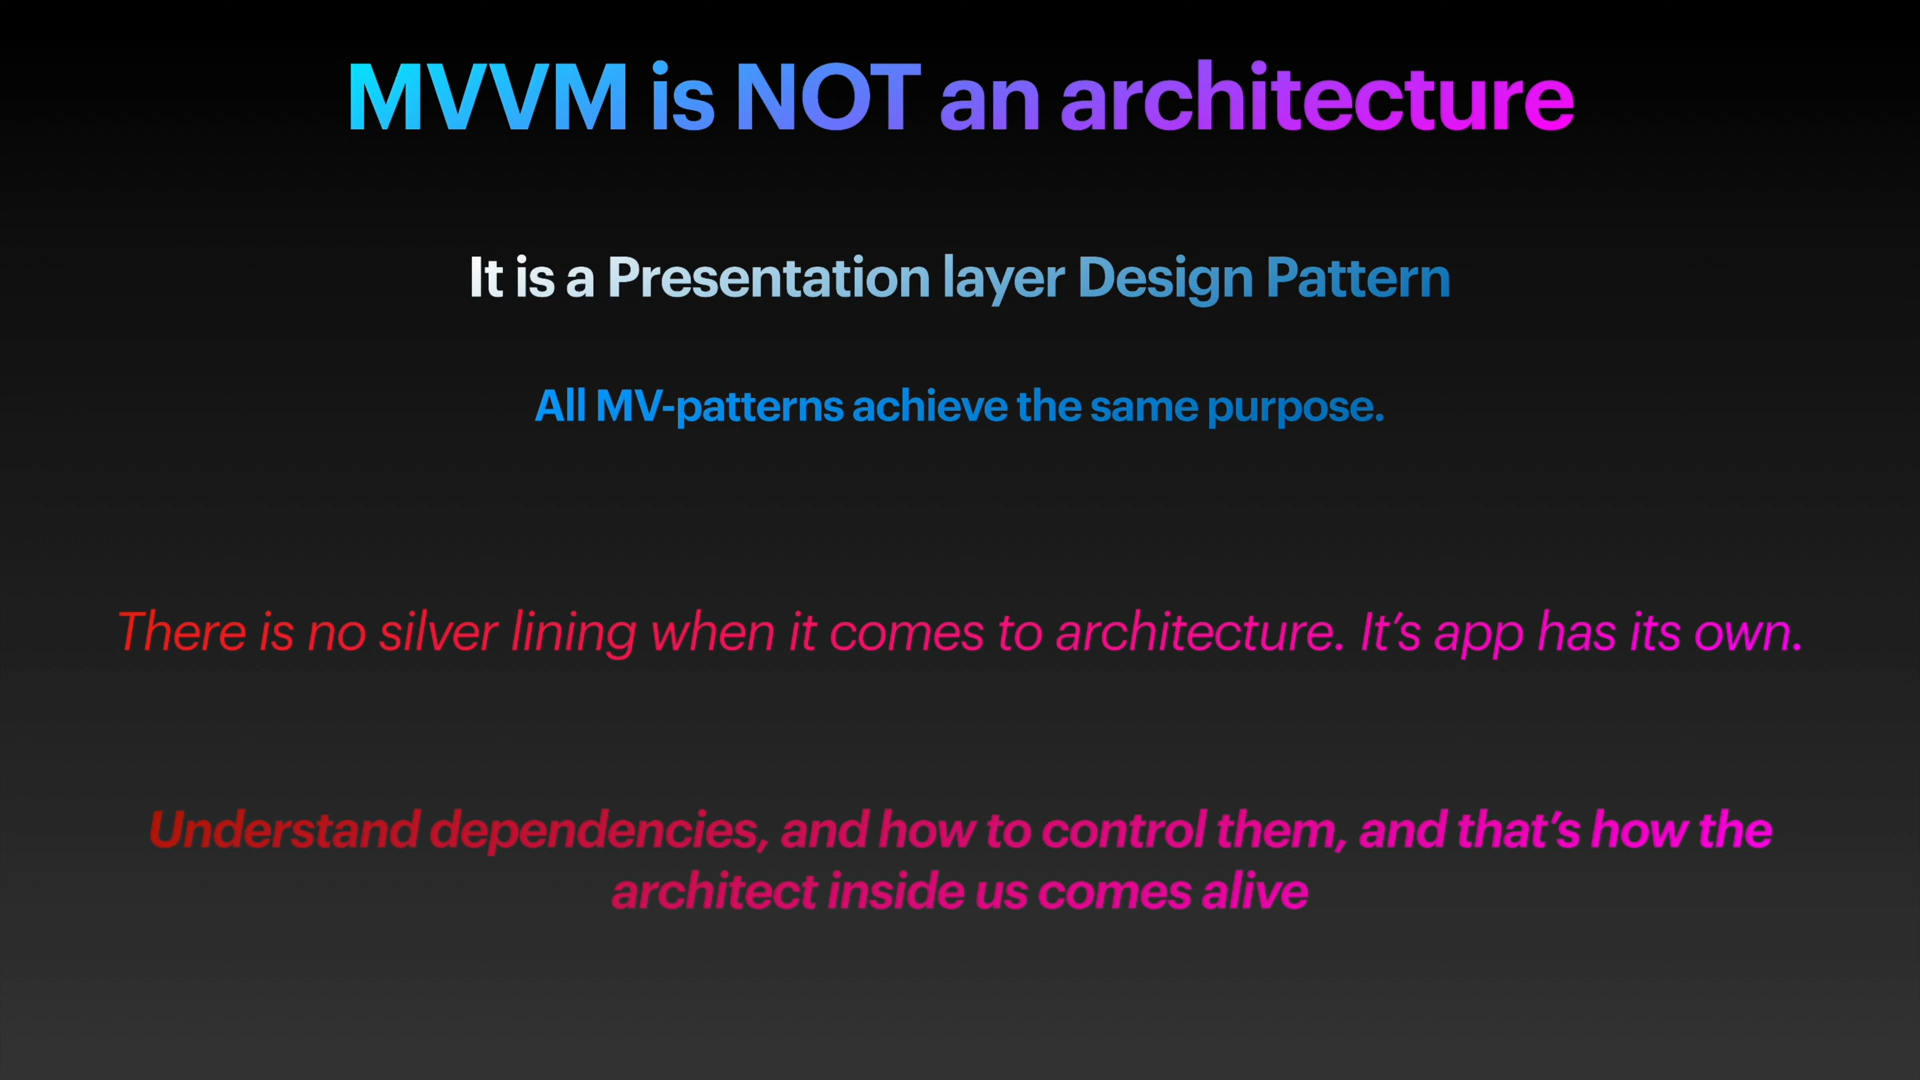 MVVM is NOT an architecture
It is a Presentation layer Design Pattern
All MV-patterns achieve the same purpose.
There is no silver lining when it comes to architecture. It’s app has its own.
Understand dependencies, and how to control them, and that’s how the
architect inside us comes alive